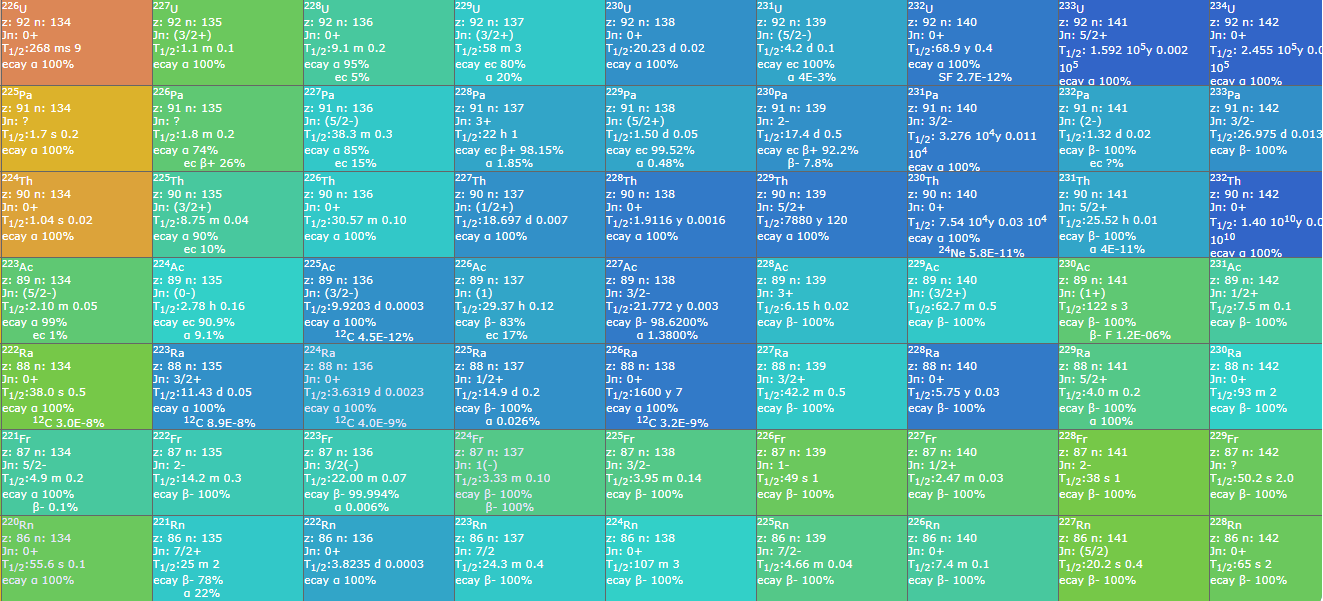 226U
z: 92 n: 134
Jπ: 0+
T1/2:268 ms 9
ecay α 100%
227U
z: 92 n: 135
Jπ: (3/2+)
T1/2:1.1 m 0.1
ecay α 100%
228U
z: 92 n: 136
Jπ: 0+
T1/2:9.1 m 0.2
ecay α 95%
ec 5%
229U
z: 92 n: 137
Jπ: (3/2+)
T1/2:58 m 3
ecay ec 80%
α 20%
230U
z: 92 n: 138
Jπ: 0+
T1/2:20.23 d 0.02
ecay α 100%
231U
z: 92 n: 139
Jπ: (5/2-)
T1/2:4.2 d 0.1
ecay ec 100%
α 4E-3%
232U
z: 92 n: 140
Jπ: 0+
T1/2:68.9 y 0.4
ecay α 100%
SF 2.7E-12%
233U
z: 92 n: 141
Jπ: 5/2+
T1/2: 1.592 10⁵y 0.002
10⁵
ecay α 100%
234U
z: 92 n: 142
Jπ: 0+
T1/2: 2.455 10⁵y 0.0
10⁵
ecay α 100%
225Pa
z: 91 n: 134
Jπ: ?
T1/2:1.7 s 0.2
ecay α 100%
226Pa
z: 91 n: 135
Jπ: ?
T1/2:1.8 m 0.2
ecay α 74%
ec β+ 26%
227Pa
z: 91 n: 136
Jπ: (5/2-)
T1/2:38.3 m 0.3
ecay α 85%
ec 15%
228Pa
z: 91 n: 137
Jπ: 3+
T1/2:22 h 1
ecay ec β+ 98.15%
α 1.85%
229Pa
z: 91 n: 138
Jπ: (5/2+)
T1/2:1.50 d 0.05
ecay ec 99.52%
α 0.48%
230Pa
z: 91 n: 139
Jπ: 2-
T1/2:17.4 d 0.5
ecay ec β+ 92.2%
β- 7.8%
231Pa
z: 91 n: 140
Jπ: 3/2-
T1/2: 3.276 10⁴y 0.011
10⁴
ecay α 100%
232Pa
z: 91 n: 141
Jπ: (2-)
T1/2:1.32 d 0.02
ecay β- 100%
ec ?%
233Pa
z: 91 n: 142
Jπ: 3/2-
T1/2:26.975 d 0.013
ecay β- 100%
224Th
z: 90 n: 134
Jπ: 0+
T1/2:1.04 s 0.02
ecay α 100%
225Th
z: 90 n: 135
Jπ: (3/2+)
T1/2:8.75 m 0.04
ecay α 90%
ec 10%
226Th
z: 90 n: 136
Jπ: 0+
T1/2:30.57 m 0.10
ecay α 100%
227Th
z: 90 n: 137
Jπ: (1/2+)
T1/2:18.697 d 0.007
ecay α 100%
228Th
z: 90 n: 138
Jπ: 0+
T1/2:1.9116 y 0.0016
ecay α 100%
229Th
z: 90 n: 139
Jπ: 5/2+
T1/2:7880 y 120
ecay α 100%
230Th
z: 90 n: 140
Jπ: 0+
T1/2: 7.54 10⁴y 0.03 10⁴
ecay α 100%
24Ne 5.8E-11%
231Th
z: 90 n: 141
Jπ: 5/2+
T1/2:25.52 h 0.01
ecay β- 100%
α 4E-11%
232Th
z: 90 n: 142
Jπ: 0+
T1/2: 1.40 10¹⁰y 0.0
10¹⁰
ecay α 100%
223Ac
z: 89 n: 134
Jπ: (5/2-)
T1/2:2.10 m 0.05
ecay α 99%
ec 1%
224Ac
z: 89 n: 135
Jπ: (0-)
T1/2:2.78 h 0.16
ecay ec 90.9%
α 9.1%
225Ac
z: 89 n: 136
Jπ: (3/2-)
T1/2:9.9203 d 0.0003
ecay α 100%
12C 4.5E-12%
226Ac
z: 89 n: 137
Jπ: (1)
T1/2:29.37 h 0.12
ecay β- 83%
ec 17%
227Ac
z: 89 n: 138
Jπ: 3/2-
T1/2:21.772 y 0.003
ecay β- 98.6200%
α 1.3800%
228Ac
z: 89 n: 139
Jπ: 3+
T1/2:6.15 h 0.02
ecay β- 100%
229Ac
z: 89 n: 140
Jπ: (3/2+)
T1/2:62.7 m 0.5
ecay β- 100%
230Ac
z: 89 n: 141
Jπ: (1+)
T1/2:122 s 3
ecay β- 100%
β- F 1.2E-06%
231Ac
z: 89 n: 142
Jπ: 1/2+
T1/2:7.5 m 0.1
ecay β- 100%
222Ra
z: 88 n: 134
Jπ: 0+
T1/2:38.0 s 0.5
ecay α 100%
12C 3.0E-8%
223Ra
z: 88 n: 135
Jπ: 3/2+
T1/2:11.43 d 0.05
ecay α 100%
12C 8.9E-8%
224Ra
z: 88 n: 136
Jπ: 0+
T1/2:3.6319 d 0.0023
ecay α 100%
12C 4.0E-9%
225Ra
z: 88 n: 137
Jπ: 1/2+
T1/2:14.9 d 0.2
ecay β- 100%
α 0.026%
226Ra
z: 88 n: 138
Jπ: 0+
T1/2:1600 y 7
ecay α 100%
12C 3.2E-9%
227Ra
z: 88 n: 139
Jπ: 3/2+
T1/2:42.2 m 0.5
ecay β- 100%
228Ra
z: 88 n: 140
Jπ: 0+
T1/2:5.75 y 0.03
ecay β- 100%
229Ra
z: 88 n: 141
Jπ: 5/2+
T1/2:4.0 m 0.2
ecay β- 100%
α 100%
230Ra
z: 88 n: 142
Jπ: 0+
T1/2:93 m 2
ecay β- 100%
221Fr
z: 87 n: 134
Jπ: 5/2-
T1/2:4.9 m 0.2
ecay α 100%
β- 0.1%
222Fr
z: 87 n: 135
Jπ: 2-
T1/2:14.2 m 0.3
ecay β- 100%
223Fr
z: 87 n: 136
Jπ: 3/2(-)
T1/2:22.00 m 0.07
ecay β- 99.994%
α 0.006%
224Fr
z: 87 n: 137
Jπ: 1(-)
T1/2:3.33 m 0.10
ecay β- 100%
β- 100%
225Fr
z: 87 n: 138
Jπ: 3/2-
T1/2:3.95 m 0.14
ecay β- 100%
226Fr
z: 87 n: 139
Jπ: 1-
T1/2:49 s 1
ecay β- 100%
227Fr
z: 87 n: 140
Jπ: 1/2+
T1/2:2.47 m 0.03
ecay β- 100%
228Fr
z: 87 n: 141
Jπ: 2-
T1/2:38 s 1
ecay β- 100%
229Fr
z: 87 n: 142
Jπ: ?
T1/2:50.2 s 2.0
ecay β- 100%
220Rn
z: 86 n: 134
Jπ: 0+
T1/2:55.6 s 0.1
ecay α 100%
221Rn
z: 86 n: 135
Jπ: 7/2+
T1/2:25 m 2
ecay β- 78%
α 22%
222Rn
z: 86 n: 136
Jπ: 0+
T1/2:3.8235 d 0.0003
ecay α 100%
223Rn
z: 86 n: 137
Jπ: 7/2
T1/2:24.3 m 0.4
ecay β- 100%
224Rn
z: 86 n: 138
Jπ: 0+
T1/2:107 m 3
ecay β- 100%
225Rn
z: 86 n: 139
Jπ: 7/2-
T1/2:4.66 m 0.04
ecay β- 100%
226Rn
z: 86 n: 140
Jπ: 0+
T1/2:7.4 m 0.1
ecay β- 100%
227Rn
z: 86 n: 141
Jπ: (5/2)
T1/2:20.2 s 0.4
ecay β- 100%
228Rn
z: 86 n: 142
Jπ: 0+
T1/2:65 s 2
ecay β- 100%